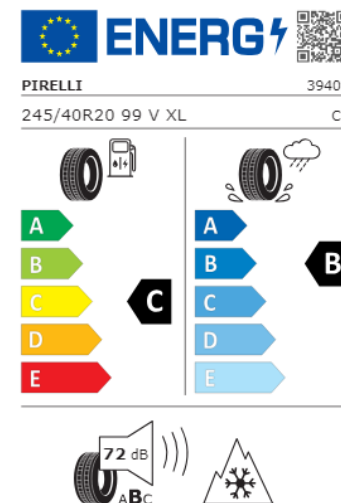 ENERG
PIRELLI 3940
245/40R20 99 V XL C
A A
B B B
C C C
D D
E E
72 dB
ABC